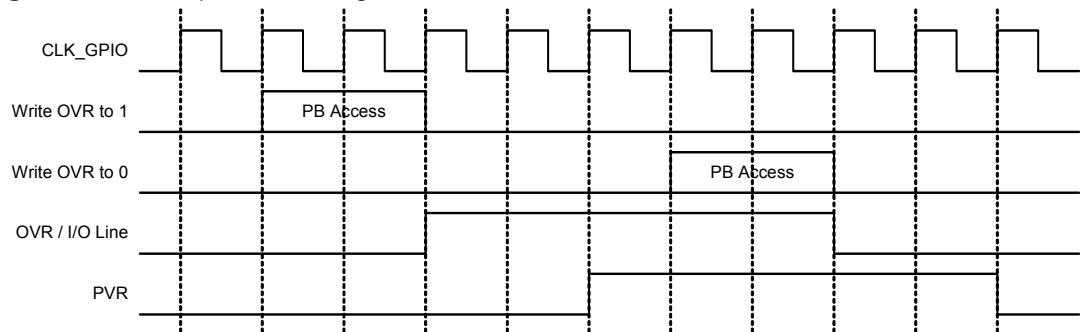 CLK_GPIO
Write OVR to 1
PB Access
Write OVR to 0
PB Access
OVR / I/O Line
PVR